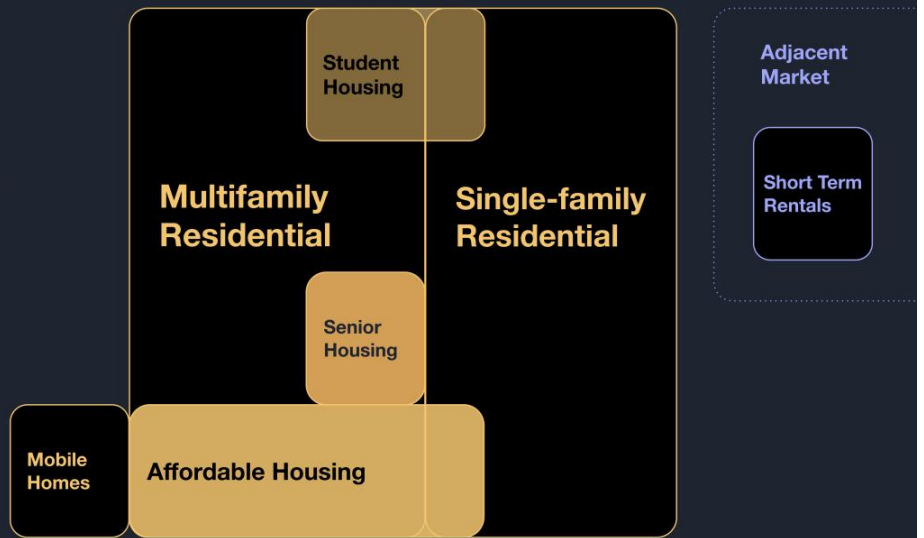 Student
Housing
Adjacent
Market
Multifamily
Residential
Single-family
Residential
Short Term
Rentals
Senior
Housing
Mobile
Homes
Affordable Housing